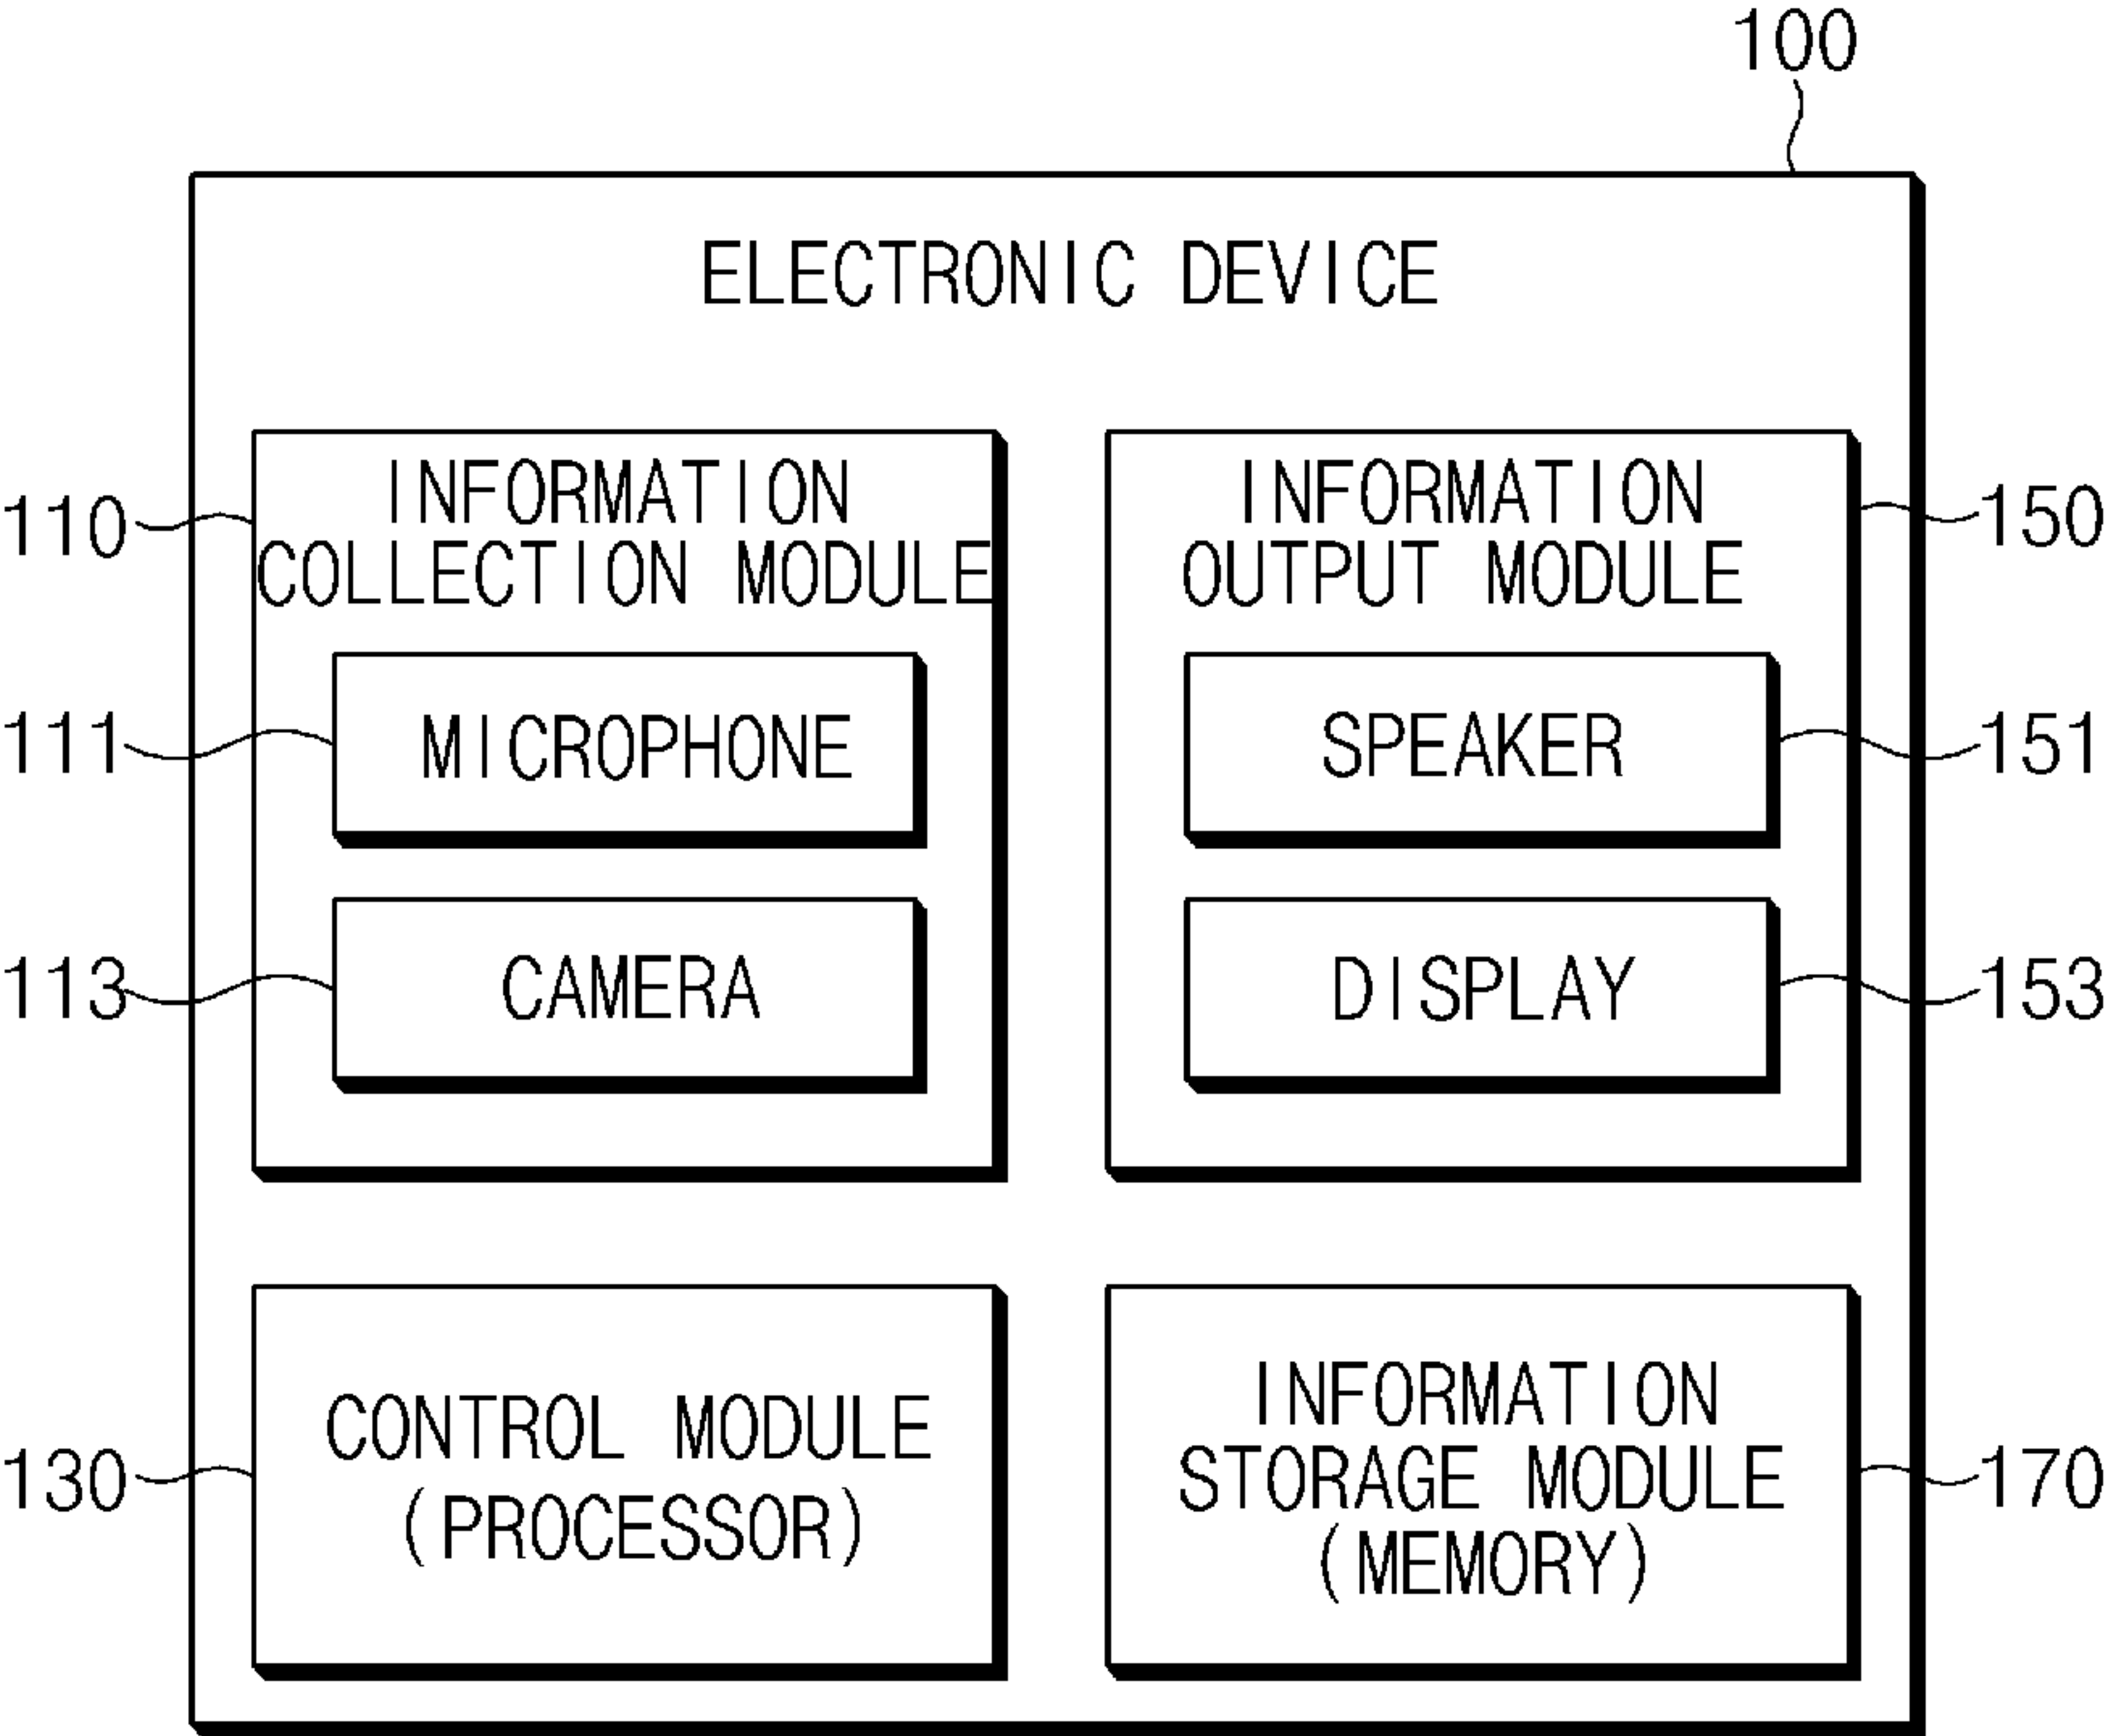 100
ELECTRONIC DEVICE
110
INFORMATION
COLLECTION MODULE
111
MICROPHONE
113
CAMERA
INFORMATION
OUTPUT MODULE
150
SPEAKER
151
DISPLAY
153
130
CONTROL MODULE
(PROCESSOR)
INFORMATION
STORAGE MODULE
(MEMORY)
170